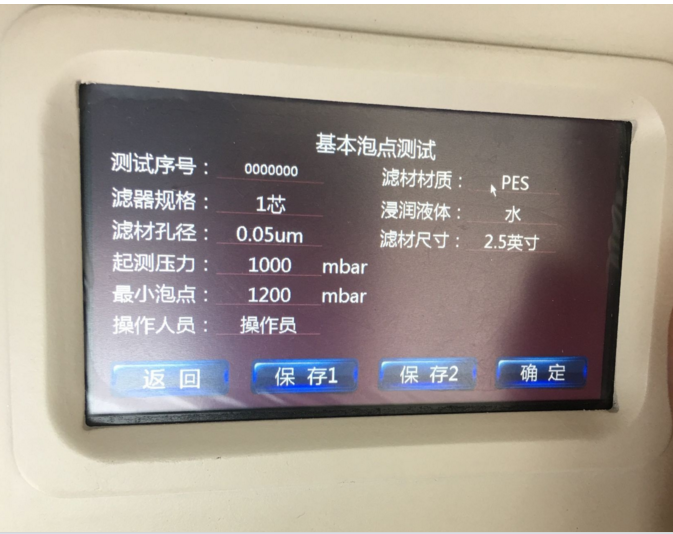 基本泡点测试
测试序号： 0000000
滤材材质： PES
滤器规格： 1芯
浸润液体： 水
滤材孔径： 0.05um
滤材尺寸： 2.5英寸
起测压力： 1000 mbar
最小泡点： 1200 mbar
操作人员： 操作员
返 回 保 存1 保 存2 确 定